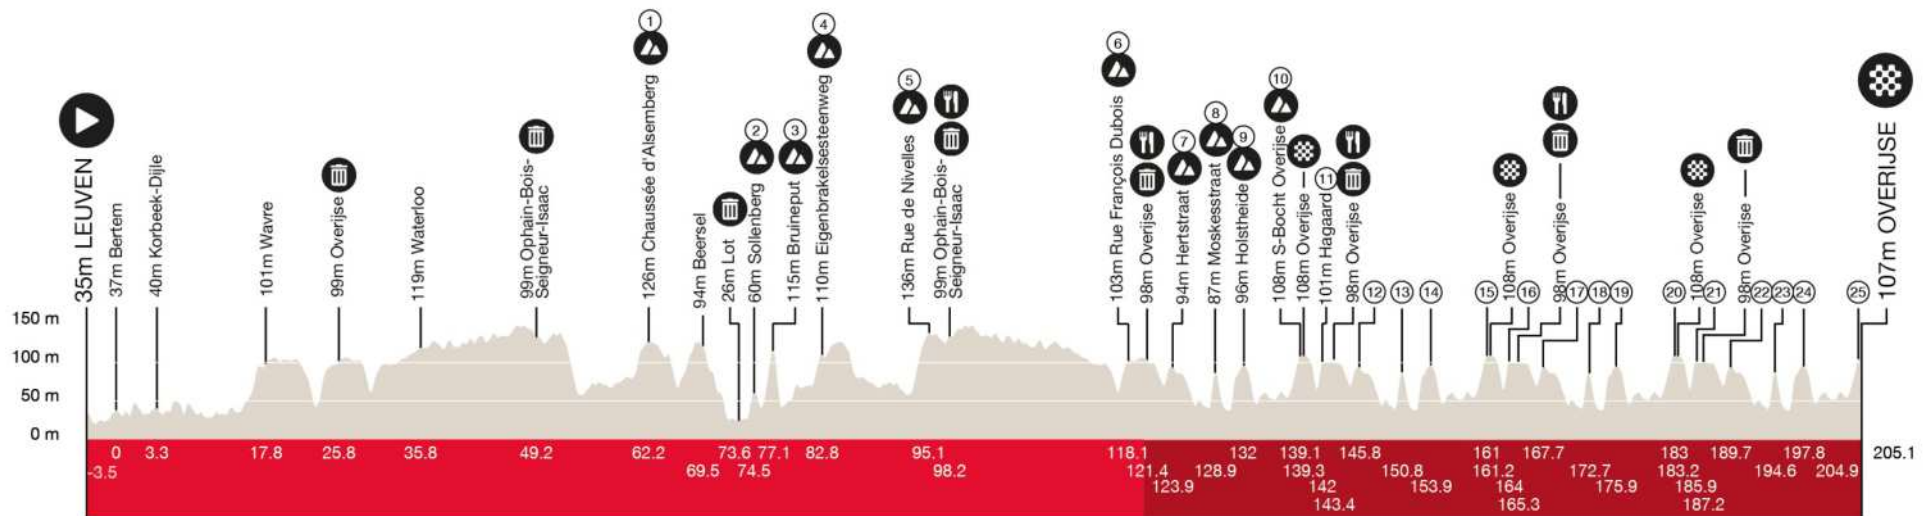 35m LEUVEN
37m Bertem
40m Korbeek-Dijle
101m Wavre
99m Overijse
119m Waterloo
99m Ophain-Bois-
Seigneur-Isaac
1
126m Chaussée d'Alsemberg
94m Beersel
26m Lot
2
60m Sollenberg
3
115m Bruineput
4
110m Eigenbrakelsesteenweg
5
136m Rue de Nivelles
99m Ophain-Bois-
Seigneur-Isaac
6
103m Rue François Dubois
98m Overijse
7
94m Hertstraat
8
87m Moskesstraat
9
96m Holstheide
10
108m S-Bocht Overijse
108m Overijse
11
101m Hagaard
98m Overijse
12
13
14
15
108m Overijse
16
98m Overijse
17
18
19
20
108m Overijse
21
98m Overijse
22
23
24
25
107m OVERIJSE
150 m
100 m
50 m
0 m
-3.5
0
3.3
17.8
25.8
35.8
49.2
62.2
69.5
73.6
74.5
77.1
82.8
95.1
98.2
118.1
121.4
123.9
128.9
132
139.1
139.3
142
143.4
145.8
150.8
153.9
161
161.2
164
165.3
167.7
172.7
175.9
183
183.2
185.9
187.2
189.7
194.6
197.8
204.9
205.1